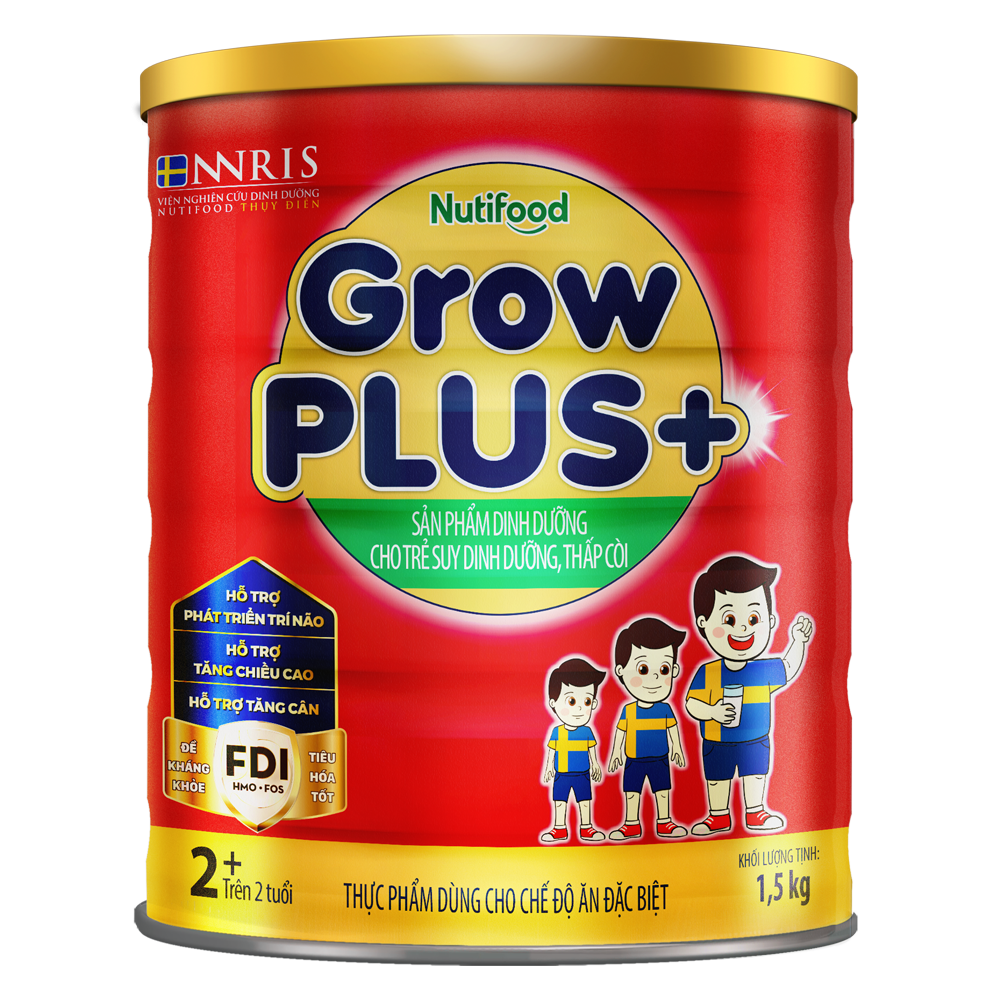 NNRIS
VIỆN NGHIÊN CỨU DINH DƯỠNG
NUTIFOOD THỤY ĐIỂN
Nutifood
Grow
PLUS+
SẢN PHẨM DINH DƯỠNG
CHO TRẺ SUY DINH DƯỠNG, THẤP CÒI
HỖ TRỢ
PHÁT TRIỂN TRÍ NÃO
HỖ TRỢ
TĂNG CHIỀU CAO
HỖ TRỢ TĂNG CÂN
ĐỀ
KHÁNG
KHỎE
FDI
HMO • FOS
TIÊU
HÓA
TỐT
2+
Trên 2 tuổi
THỰC PHẨM DÙNG CHO CHẾ ĐỘ ĂN ĐẶC BIỆT
KHỐI LƯỢNG TỊNH:
1,5 kg